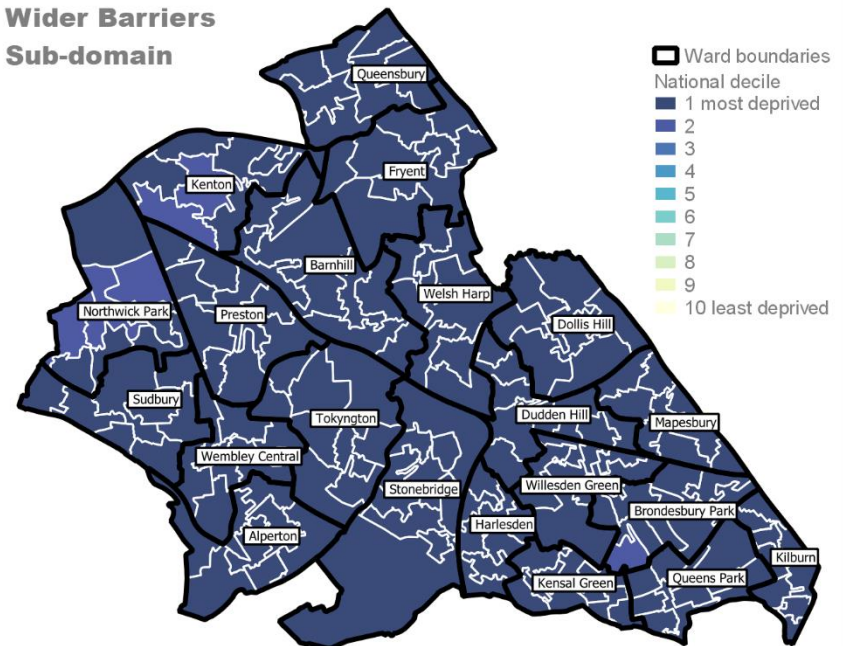 Wider Barriers
Sub-domain
Ward boundaries
National decile
1 most deprived
2
3
4
5
6
7
8
9
10 least deprived
Queensbury
Fryent
Kenton
Barnhill
Welsh Harp
Northwick Park
Preston
Dollis Hill
Sudbury
Tokyngton
Dudden Hill
Mapesbury
Wembley Central
Stonebridge
Willesden Green
Brondesbury Park
Harlesden
Alperton
Kilburn
Kensal Green
Queens Park